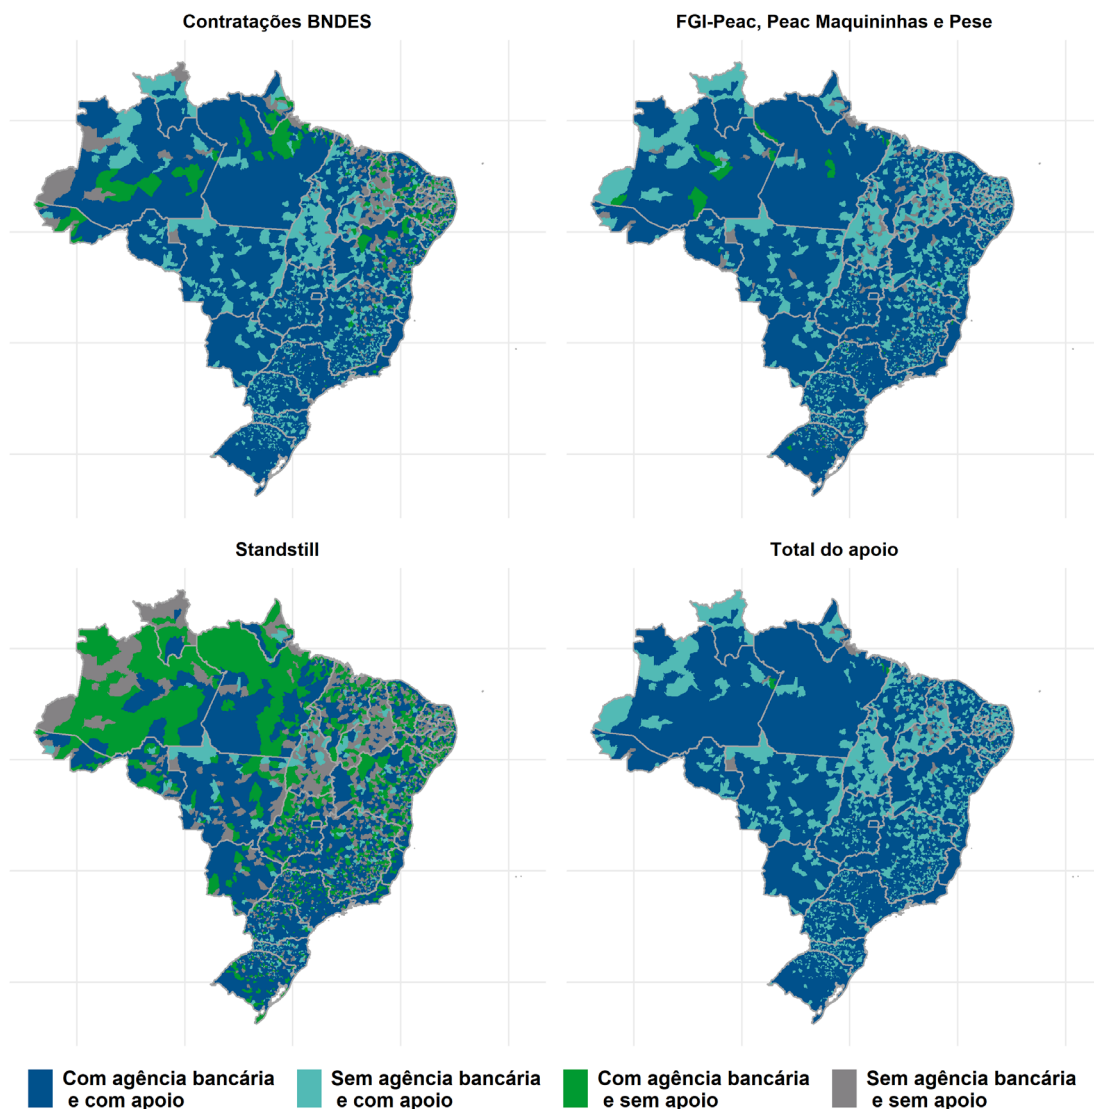 Contratações BNDES
FGI-Peac, Peac Maquininhas e Pese
Standstill
Total do apoio
Com agência bancária
e com apoio
Sem agência bancária
e com apoio
Com agência bancária
e sem apoio
Sem agência bancária
e sem apoio